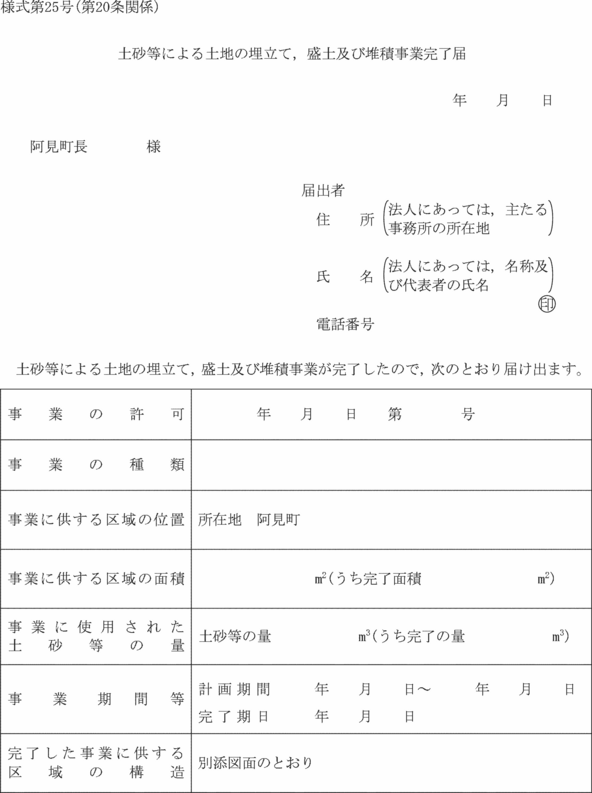 様式第25号(第20条関係)
土砂等による土地の埋立て，盛土及び堆積事業完了届
年　　月　　日
阿見町長　　　　様
届出者
住　　所　(法人にあっては，主たる
事務所の所在地)
氏　　名　(法人にあっては，名称及
び代表者の氏名)
㊞
電話番号
土砂等による土地の埋立て，盛土及び堆積事業が完了したので，次のとおり届け出ます。
事業の許可　　　　年　　月　　日　　第　　　　号
事業の種類
事業に供する区域の位置　所在地　阿見町
事業に供する区域の面積　　　　　　　　m²(うち完了面積　　　　　　　　m²)
事業に使用された
土砂等の量　土砂等の量　　　　　　m³(うち完了の量　　　　　　m³)
事業期間等　計画期間　　　年　　月　　日～　　　年　　月　　日
完了期日　　　年　　月　　日
完了した事業に供する
区域の構造　別添図面のとおり